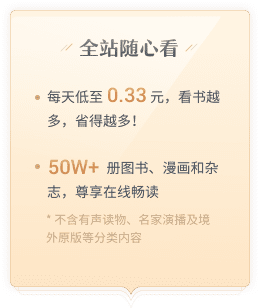 全站随心看
每天低至 0.33 元，看书越
多，省得越多！
50W+ 册图书、漫画和杂
志，尊享在线畅读
* 不含有声读物、名家演播及境
外原版等分类内容